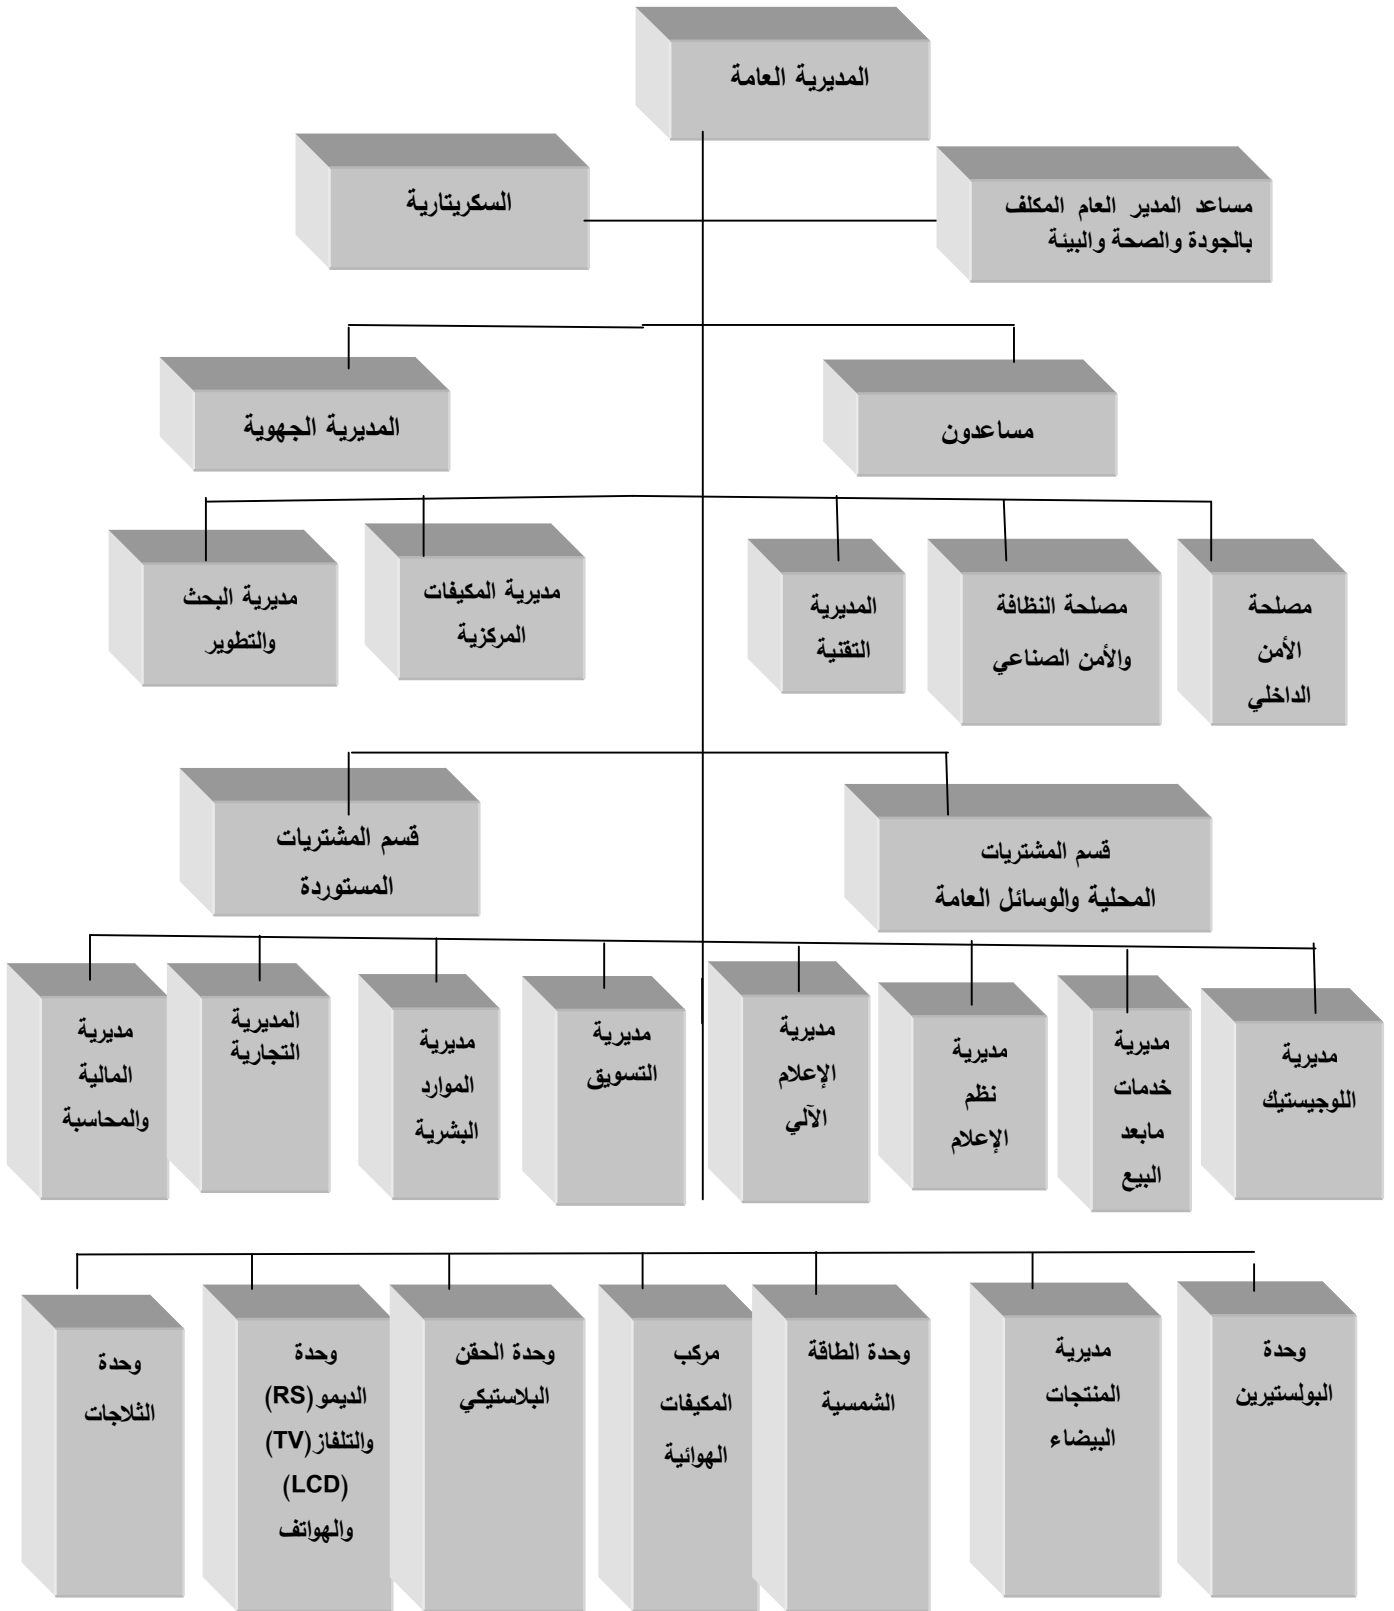 المديرية العامة
مساعد المدير العام المكلف
بالجودة والصحة والبيئة
السكريتارية
مساعدون
المديرية الجهوية
مصلحة
الأمن
الداخلي
مصلحة النظافة
والأمن الصناعي
المديرية
التقنية
مديرية المكيفات
المركزية
مديرية البحث
والتطوير
قسم المشتريات
المحلية والوسائل العامة
قسم المشتريات
المستوردة
مديرية
اللوجيستيك
مديرية
خدمات
مابعد
البيع
مديرية
نظم
الإعلام
مديرية
الإعلام
الآلي
مديرية
التسويق
مديرية
الموارد
البشرية
المديرية
التجارية
مديرية
المالية
والمحاسبة
وحدة
البولستيرين
مديرية
المنتجات
البيضاء
وحدة الطاقة
الشمسية
مركب
المكيفات
الهوائية
وحدة الحقن
البلاستيكي
وحدة
الديمو(RS)
والتلفاز(TV)
(LCD)
والهواتف
وحدة
الثلاجات